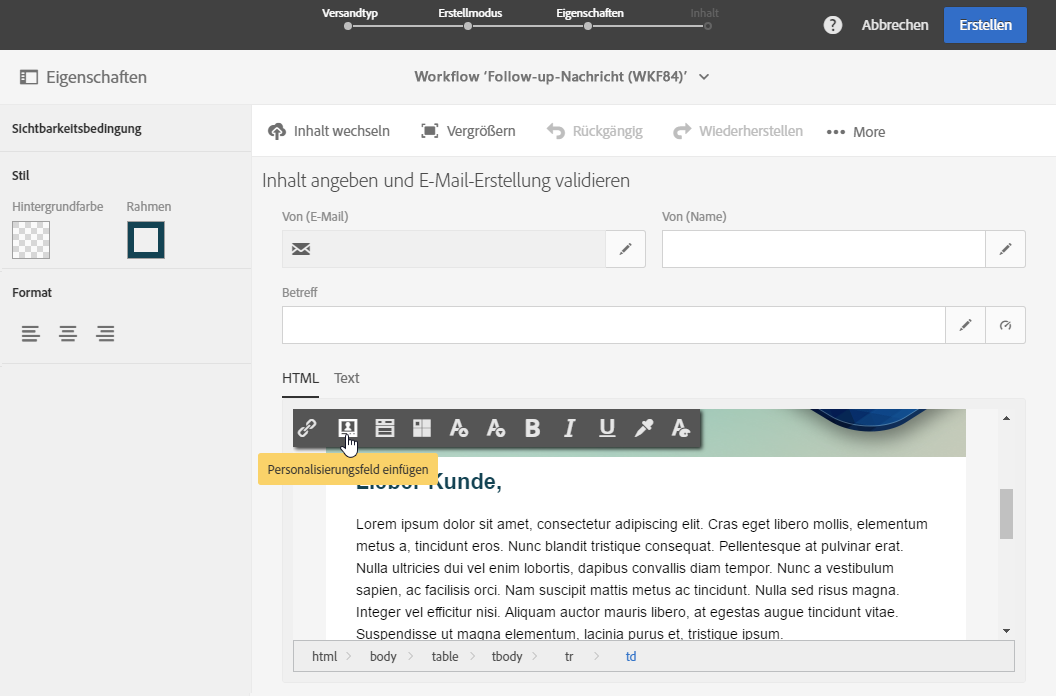 Versandtyp
Erstellmodus
Eigenschaften
Inhalt
?
Abbrechen
Erstellen
Eigenschaften
Workflow ‘Follow-up-Nachricht (WKF84)’
Sichtbarkeitsbedingung
Inhalt wechseln
Vergrößern
Rückgängig
Wiederherstellen
More
Stil
Hintergrundfarbe
Rahmen
Format
Inhalt angeben und E-Mail-Erstellung validieren
Von (E-Mail)
Von (Name)
Betreff
HTML
Text
B
I
U
Personalisierungsfeld einfügen
Lieber Kunde,
Lorem ipsum dolor sit amet, consectetur adipiscing elit. Cras eget libero mollis, elementum
metus a, tincidunt eros. Nunc blandit tristique consequat. Pellentesque at pulvinar erat.
Nulla ultricies dui vel enim lobortis, dapibus convallis diam tempor. Nunc a vestibulum
sapien, ac facilisis orci. Nam suscipit mattis metus ac tincidunt. Nulla sed risus magna.
Integer vel efficitur nisi. Aliquam auctor mauris libero, at egestas augue tincidunt vitae.
Suspendisse ut magna elementum, lacinia purus et, tristique ipsum.
html
body
table
tbody
tr
td